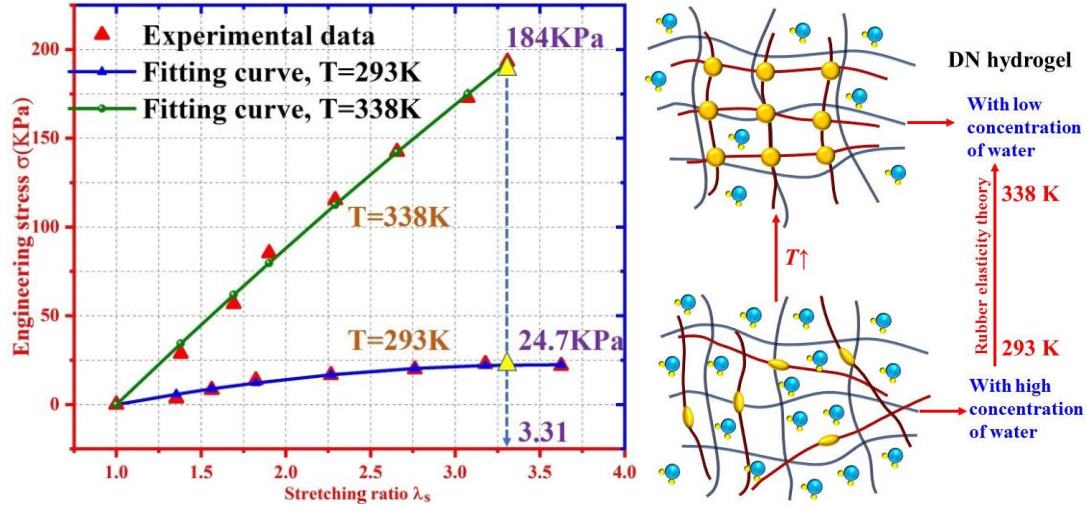 200
150
100
50
0
Engineering stress σ(KPa)
1.0
1.5
2.0
2.5
3.0
3.5
4.0
Stretching ratio λs
Experimental data
Fitting curve, T=293K
Fitting curve, T=338K
184KPa
T=338K
T=293K
24.7KPa
3.31
DN hydrogel
With low
concentration
of water
338 K
Rubber elasticity theory
T↑
293 K
With high
concentration
of water